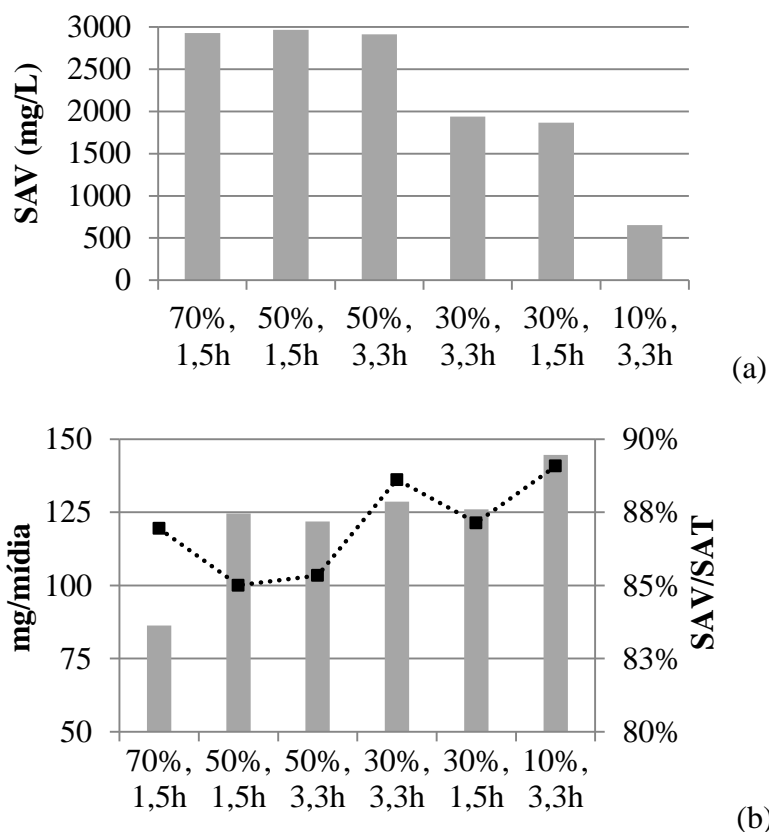 3000
2500
2000
1500
1000
500
0
SAV (mg/L)
70%, 50%, 50%, 30%, 30%, 10%,
1,5h 1,5h 3,3h 3,3h 1,5h 3,3h
(a)
150 90%
125 88%
100 85%
75 83%
50 80%
mg/mídia
SAV/SAT
70%, 50%, 50%, 30%, 30%, 10%,
1,5h 1,5h 3,3h 3,3h 1,5h 3,3h
(b)